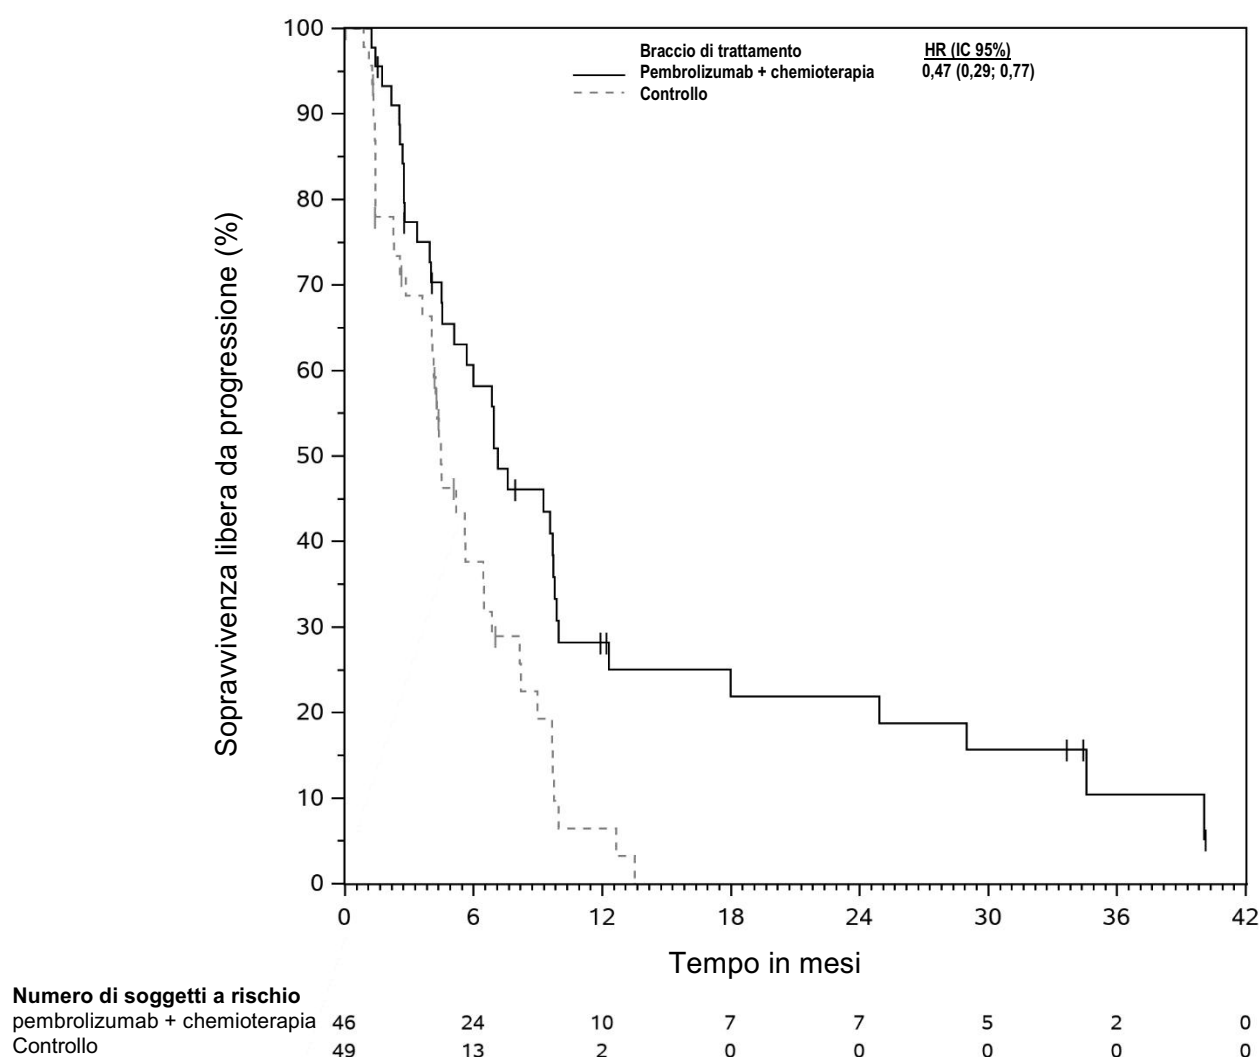 Braccio di trattamento HR (IC 95%)
Pembrolizumab + chemioterapia 0,47 (0,29; 0,77)
Controllo
Sopravvivenza libera da progressione (%)
100
90
80
70
60
50
40
30
20
10
0
0 6 12 18 24 30 36 42
Tempo in mesi
Numero di soggetti a rischio
pembrolizumab + chemioterapia 46 24 10 7 7 5 2 0
Controllo 49 13 2 0 0 0 0 0